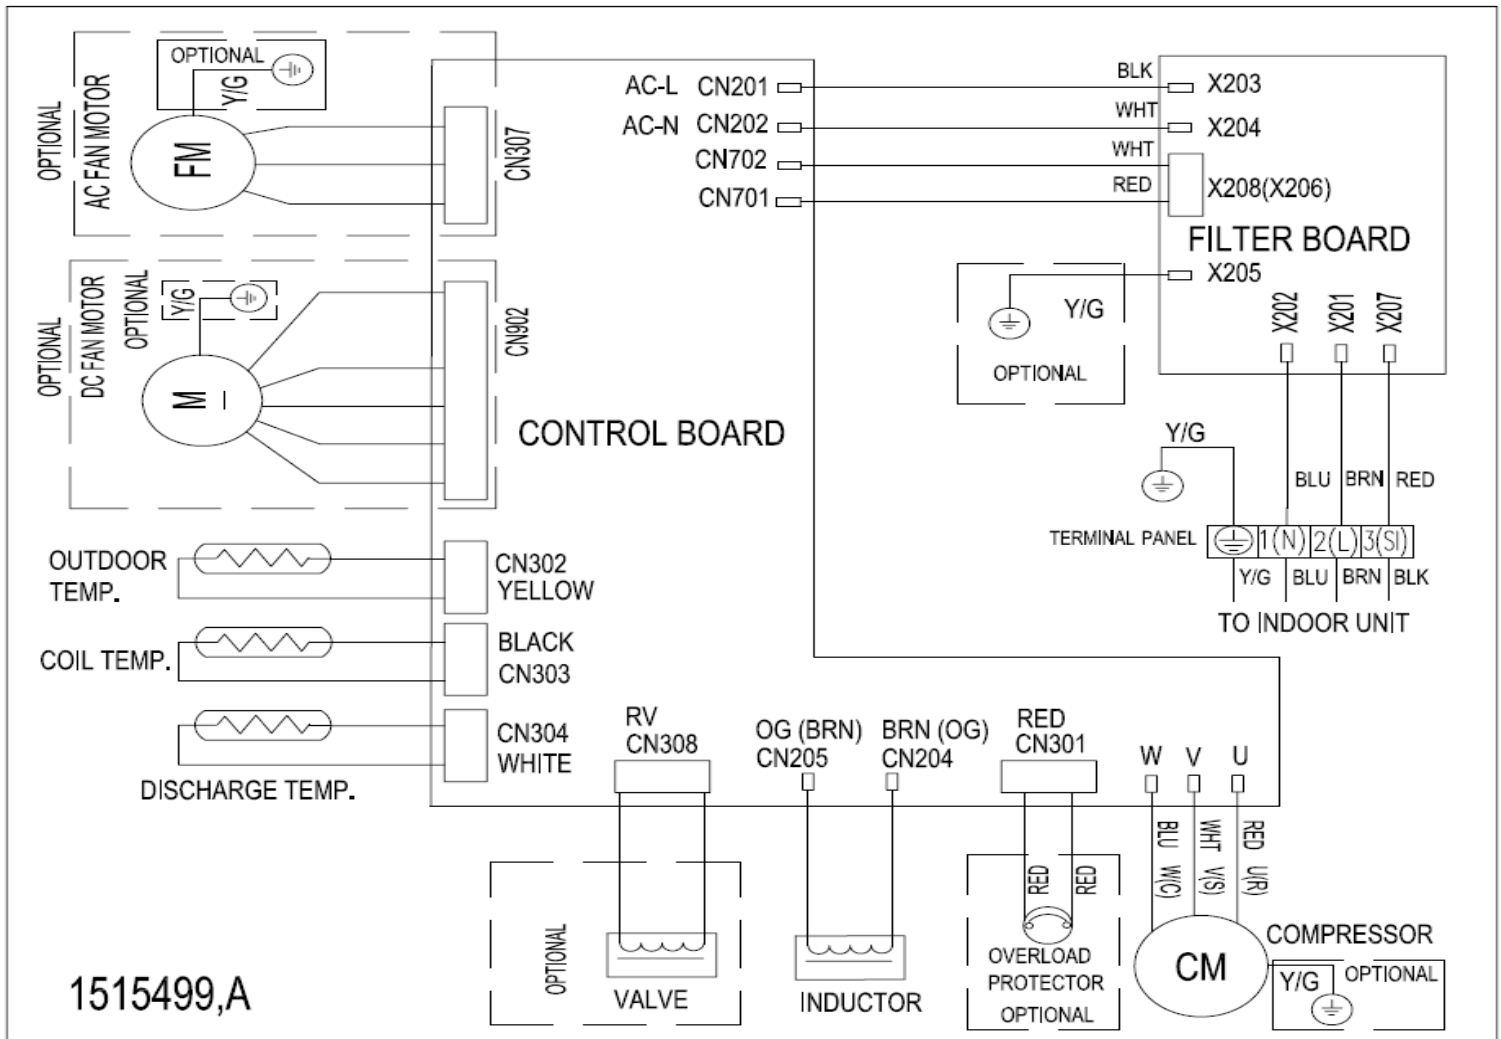 OPTIONAL
AC FAN MOTOR
OPTIONAL
Y/G
FM
CN307
OPTIONAL
DC FAN MOTOR
OPTIONAL
Y/G
M
CN902
AC-L CN201
AC-N CN202
CN702
CN701
BLK
WHT
WHT
RED
X203
X204
X208(X206)
FILTER BOARD
X205
X202
X201
X207
Y/G
OPTIONAL
CONTROL BOARD
Y/G
BLU
BRN
RED
TERMINAL PANEL
1(N)
2(L)
3(SI)
Y/G
BLU
BRN
BLK
TO INDOOR UNIT
OUTDOOR
TEMP.
CN302
YELLOW
COIL TEMP.
BLACK
CN303
CN304
WHITE
DISCHARGE TEMP.
RV
CN308
OG (BRN)
CN205
BRN (OG)
CN204
RED
CN301
W
V
U
BLU W(C)
WHT V(S)
RED U(R)
OPTIONAL
VALVE
INDUCTOR
RED
RED
OVERLOAD
PROTECTOR
OPTIONAL
CM
COMPRESSOR
Y/G
OPTIONAL
1515499,A